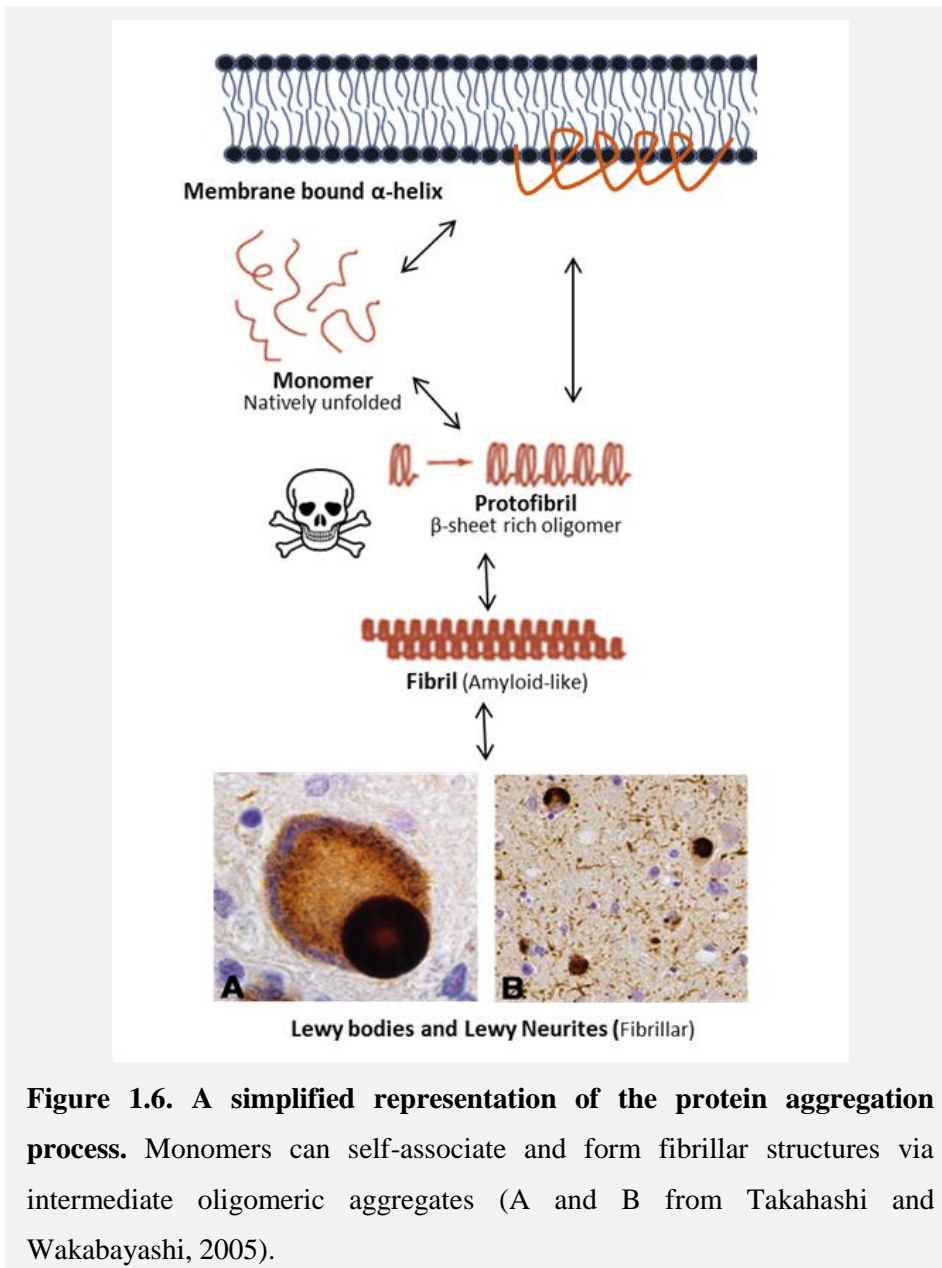 Membrane bound α-helix
Monomer
Natively unfolded
Protofibril
β-sheet rich oligomer
Fibril (Amyloid-like)
A
B
Lewy bodies and Lewy Neurites (Fibrillar)
Figure 1.6. A simplified representation of the protein aggregation
process. Monomers can self-associate and form fibrillar structures via
intermediate oligomeric aggregates (A and B from Takahashi and
Wakabayashi, 2005).